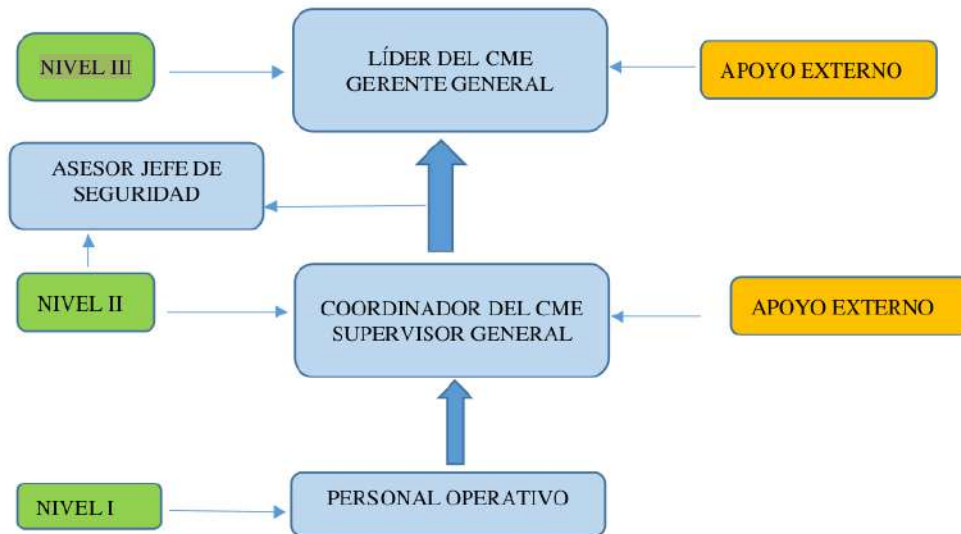 NIVEL III
LÍDER DEL CME
GERENTE GENERAL
APOYO EXTERNO
ASESOR JEFE DE
SEGURIDAD
NIVEL II
COORDINADOR DEL CME
SUPERVISOR GENERAL
APOYO EXTERNO
NIVEL I
PERSONAL OPERATIVO